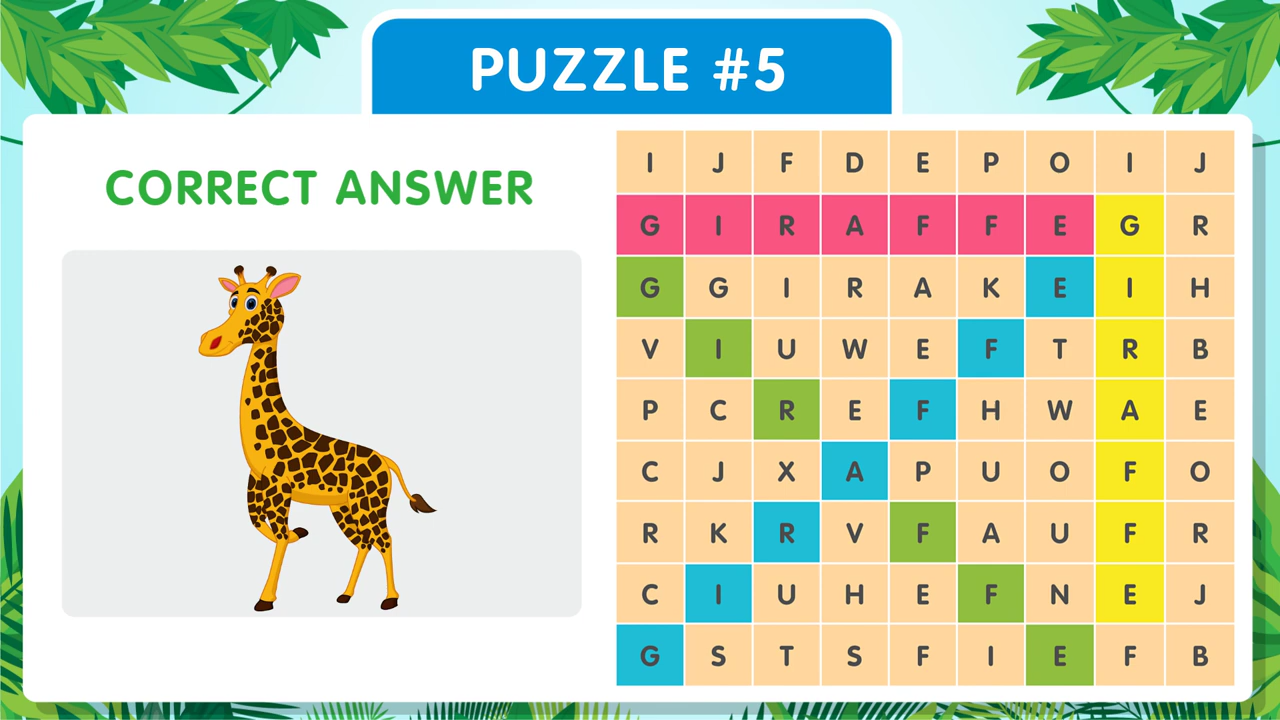 PUZZLE #5
CORRECT ANSWER
I J F D E P O I J
G I R A F F E G R
G G I R A K E I H
V I U W E F T R B
P C R E F H W A E
C J X A P U O F O
R K R V F A U F R
C I U H E F N E J
G S T S F I E F B